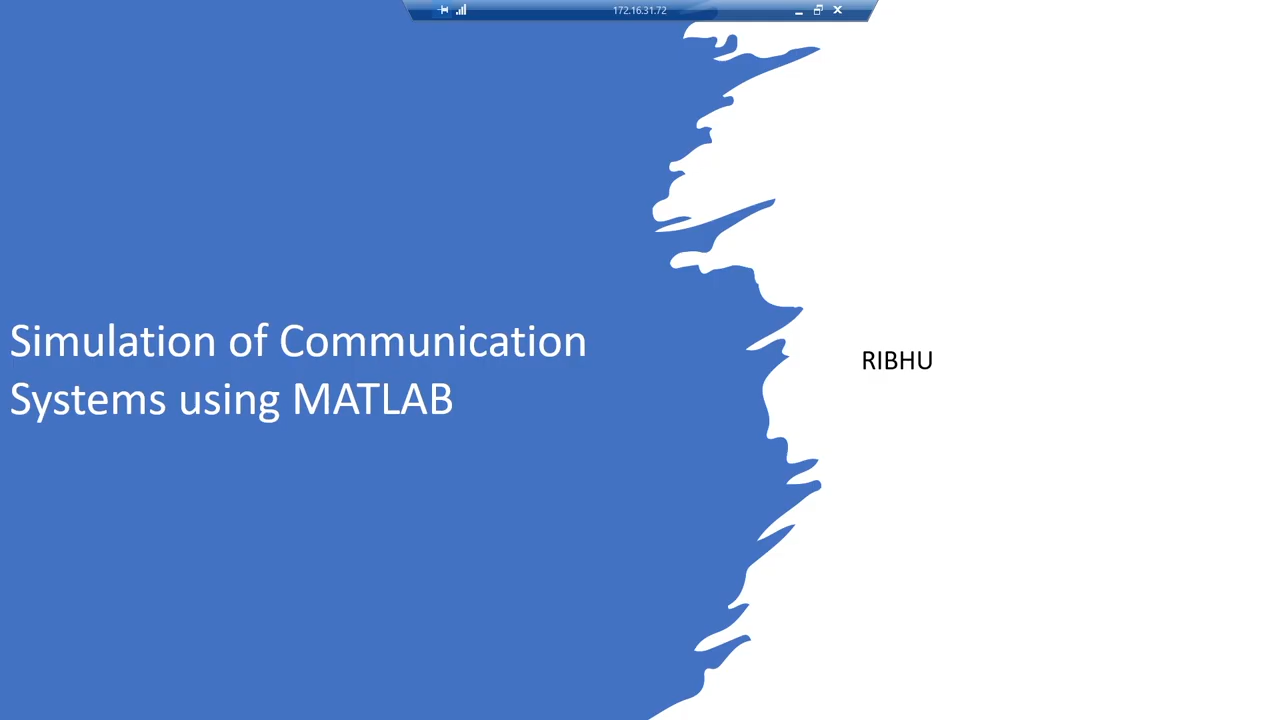 172.16.31.72
Simulation of Communication
Systems using MATLAB
RIBHU